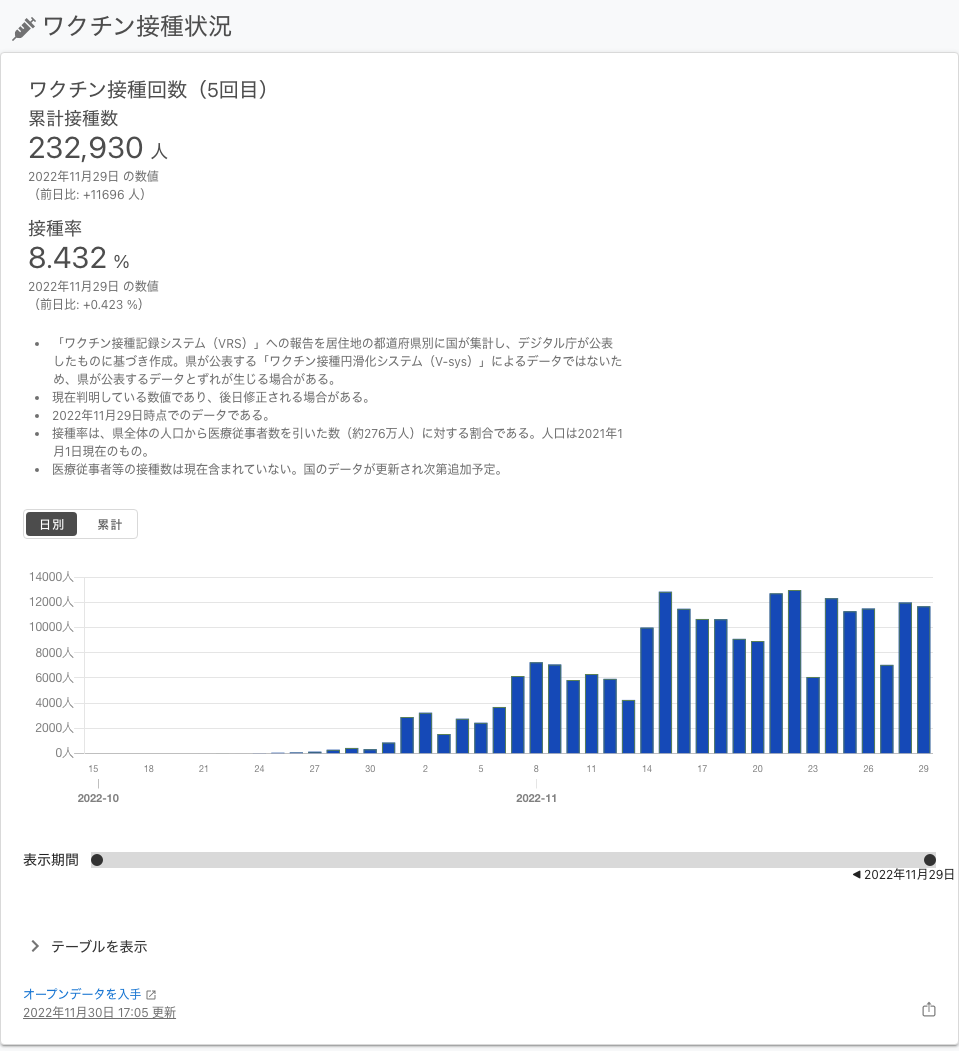 ワクチン接種状況
ワクチン接種回数（5回目）
累計接種数
232,930 人
2022年11月29日 の数値
（前日比: +11696 人）
接種率
8.432 %
2022年11月29日 の数値
（前日比: +0.423 %）
• 「ワクチン接種記録システム（VRS）」への報告を居住地の都道府県別に国が集計し、デジタル庁が公表
したものに基づき作成。県が公表する「ワクチン接種円滑化システム（V-sys）」によるデータではないた
め、県が公表するデータとずれが生じる場合がある。
• 現在判明している数値であり、後日修正される場合がある。
• 2022年11月29日時点でのデータである。
• 接種率は、県全体の人口から医療従事者数を引いた数（約276万人）に対する割合である。人口は2021年1
月1日現在のもの。
• 医療従事者等の接種数は現在含まれていない。国のデータが更新され次第追加予定。
日別 累計
14000人
12000人
10000人
8000人
6000人
4000人
2000人
0人
15 18 21 24 27 30 2 5 8 11 14 17 20 23 26 29
2022-10 2022-11
表示期間
◀ 2022年11月29日
テーブルを表示
オープンデータを入手
2022年11月30日 17:05 更新